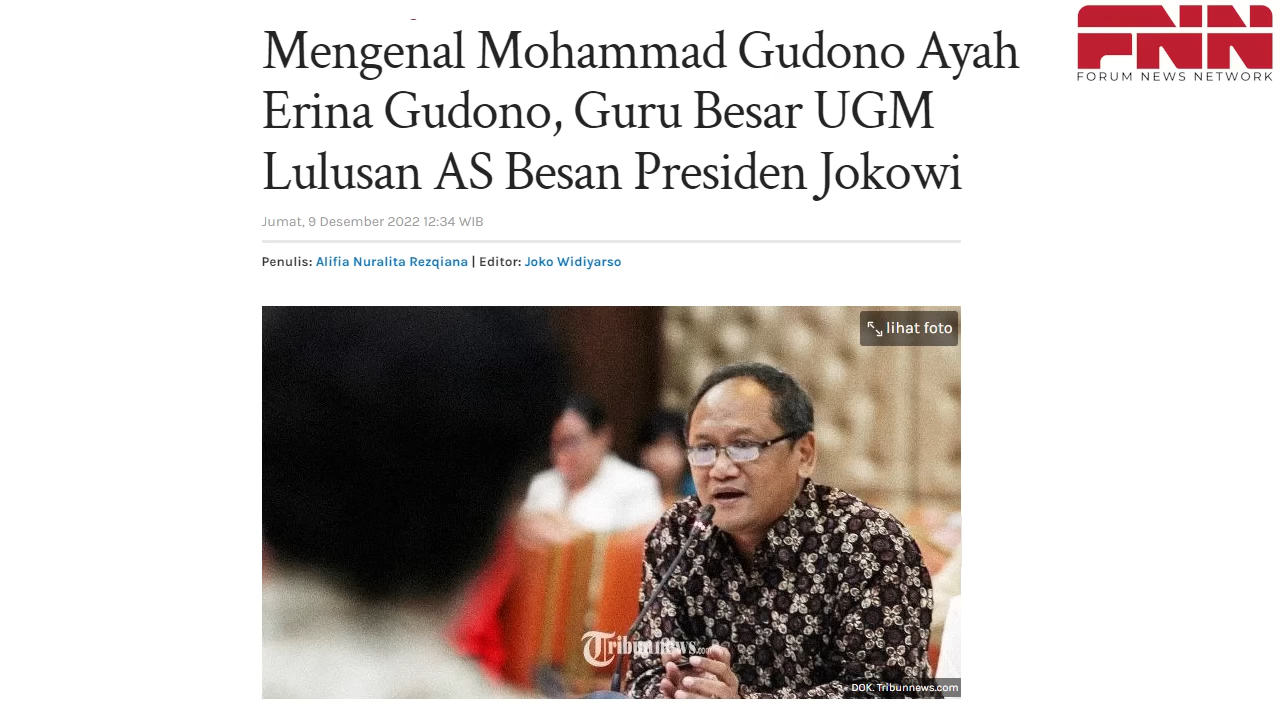 FNN
FORUM NEWS NETWORK
Mengenal Mohammad Gudono Ayah
Erina Gudono, Guru Besar UGM
Lulusan AS Besan Presiden Jokowi
Jumat, 9 Desember 2022 12:34 WIB
Penulis: Alifia Nuralita Rezqiana | Editor: Joko Widiyarso
lihat foto
Tribunnews.com
DOK. Tribunnews.com